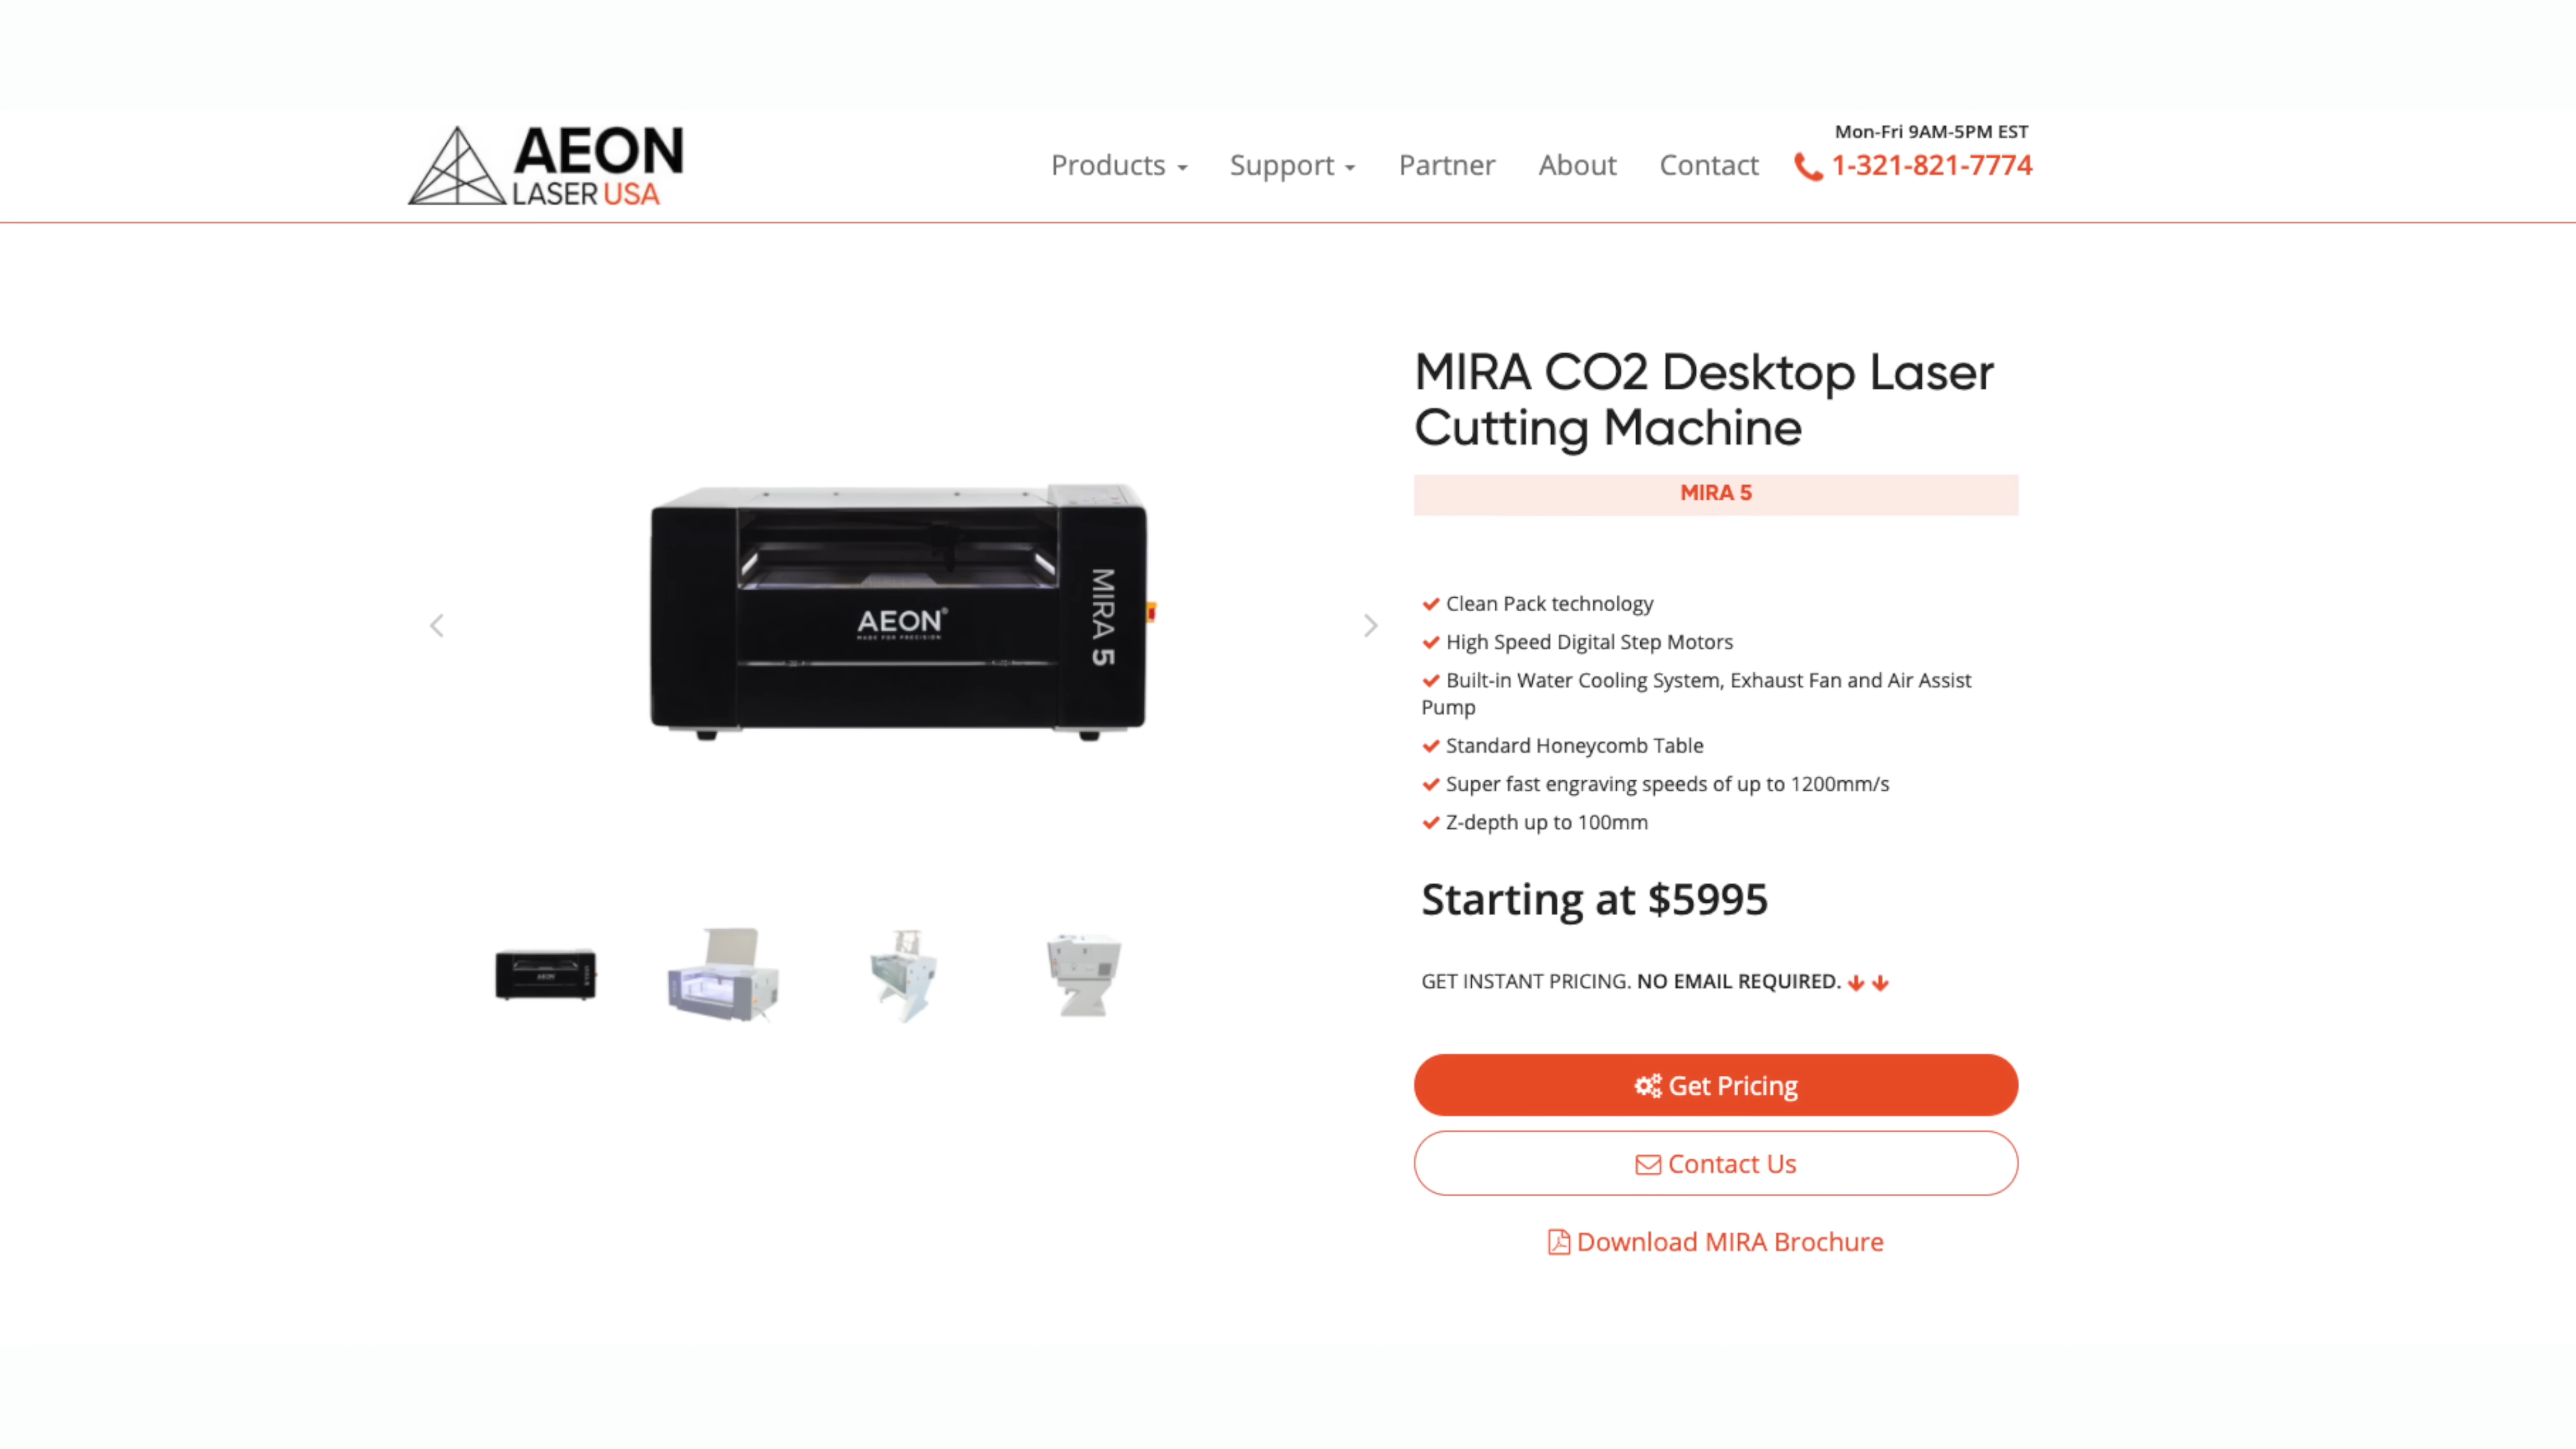 AEON
LASER USA
Products
Support
Partner
About
Contact
Mon-Fri 9AM-5PM EST
1-321-821-7774
MIRA CO2 Desktop Laser
Cutting Machine
MIRA 5
AEON®
MADE FOR PRECISION
MIRA 5
Clean Pack technology
High Speed Digital Step Motors
Built-in Water Cooling System, Exhaust Fan and Air Assist
Pump
Standard Honeycomb Table
Super fast engraving speeds of up to 1200mm/s
Z-depth up to 100mm
Starting at $5995
GET INSTANT PRICING. NO EMAIL REQUIRED.
Get Pricing
Contact Us
Download MIRA Brochure
AEON